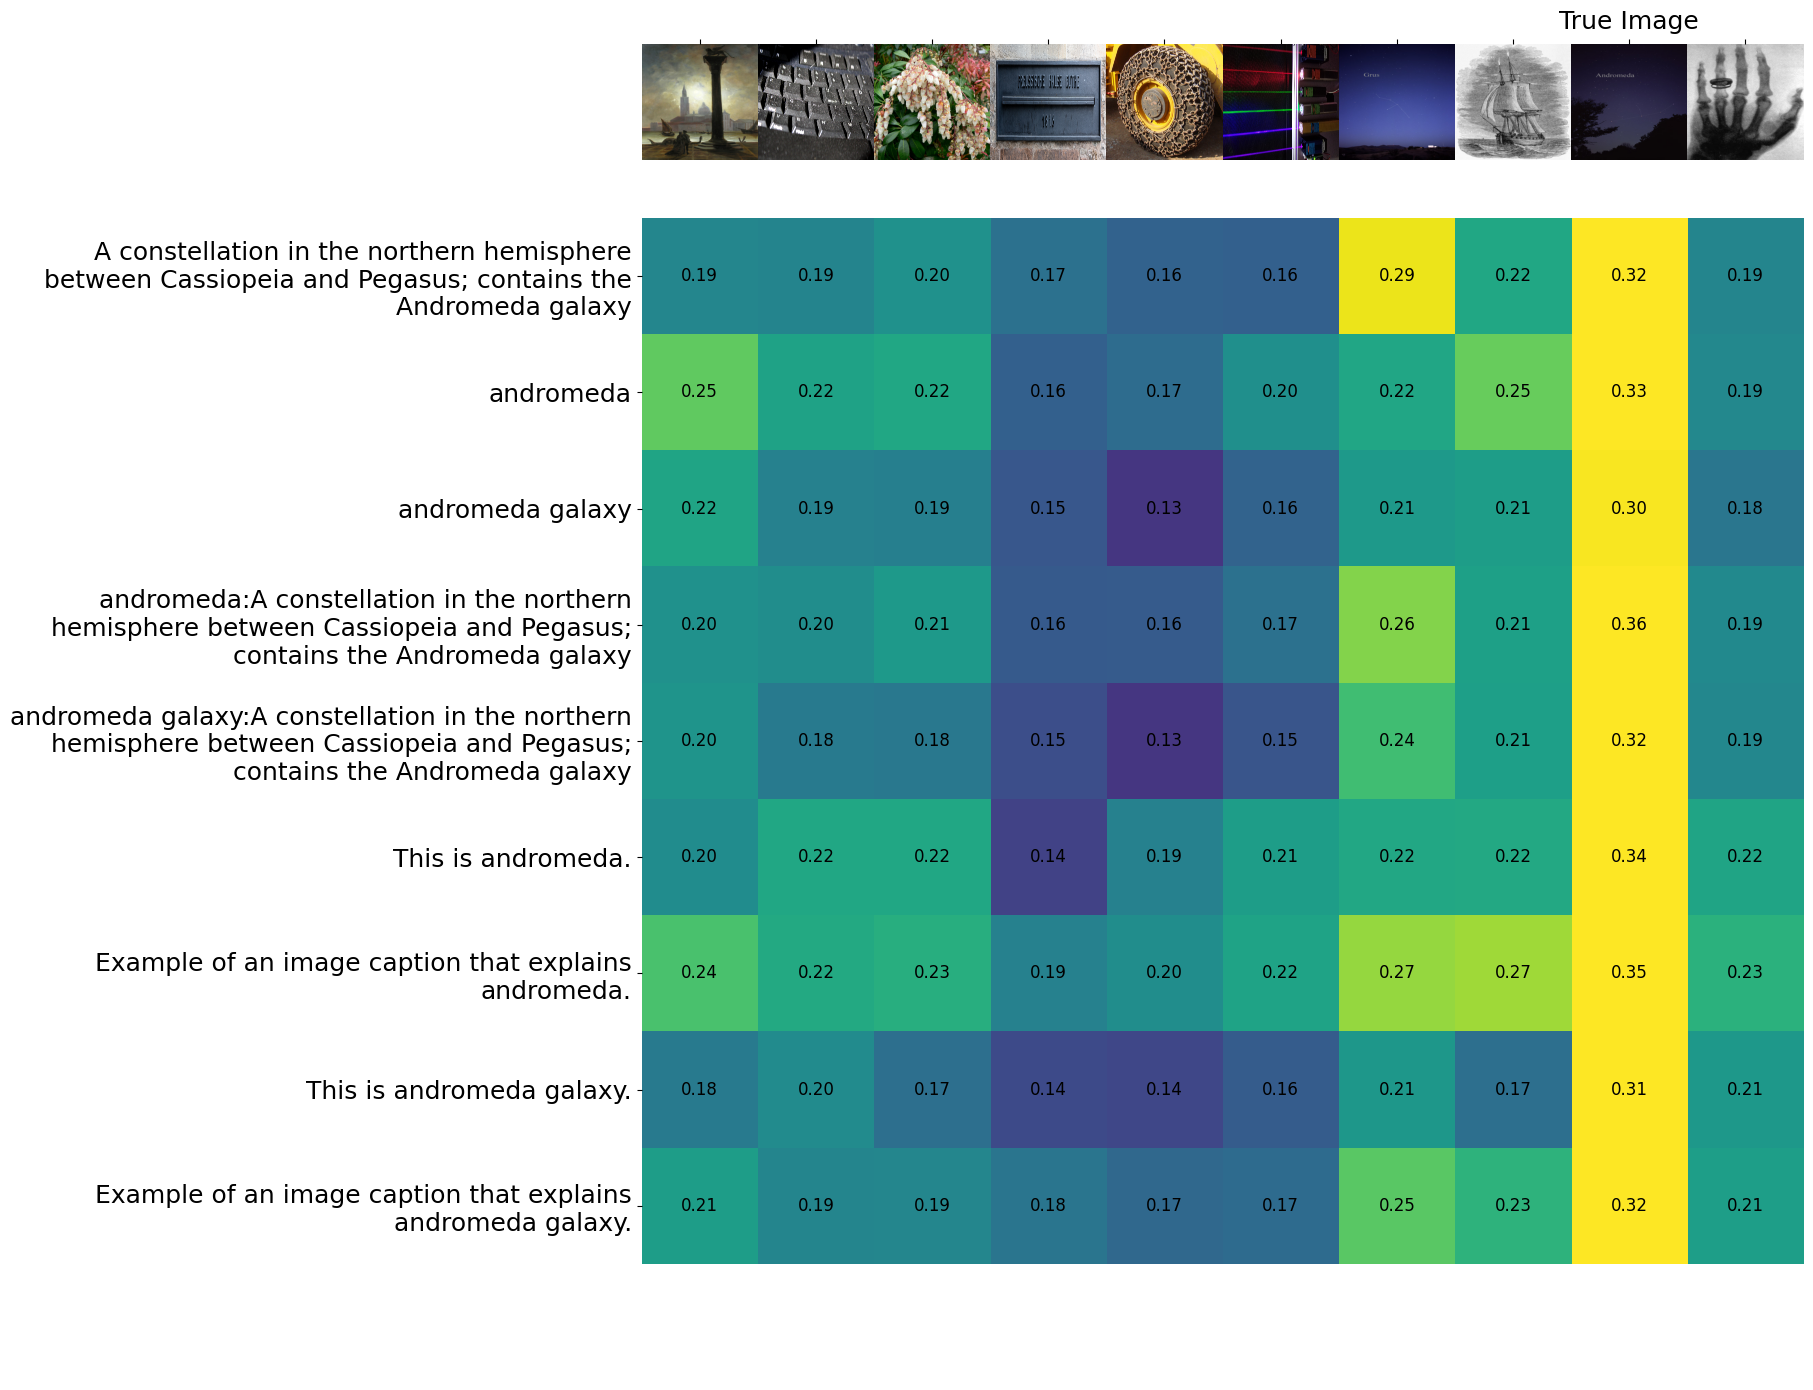 True Image
Grus
Andromeda
A constellation in the northern hemisphere
between Cassiopeia and Pegasus; contains the
Andromeda galaxy
0.19 0.19 0.20 0.17 0.16 0.16 0.29 0.22 0.32 0.19
andromeda
0.25 0.22 0.22 0.16 0.17 0.20 0.22 0.25 0.33 0.19
andromeda galaxy
0.22 0.19 0.19 0.15 0.13 0.16 0.21 0.21 0.30 0.18
andromeda:A constellation in the northern
hemisphere between Cassiopeia and Pegasus;
contains the Andromeda galaxy
0.20 0.20 0.21 0.16 0.16 0.17 0.26 0.21 0.36 0.19
andromeda galaxy:A constellation in the northern
hemisphere between Cassiopeia and Pegasus;
contains the Andromeda galaxy
0.20 0.18 0.18 0.15 0.13 0.15 0.24 0.21 0.32 0.19
This is andromeda.
0.20 0.22 0.22 0.14 0.19 0.21 0.22 0.22 0.34 0.22
Example of an image caption that explains
andromeda.
0.24 0.22 0.23 0.19 0.20 0.22 0.27 0.27 0.35 0.23
This is andromeda galaxy.
0.18 0.20 0.17 0.14 0.14 0.16 0.21 0.17 0.31 0.21
Example of an image caption that explains
andromeda galaxy.
0.21 0.19 0.19 0.18 0.17 0.17 0.25 0.23 0.32 0.21